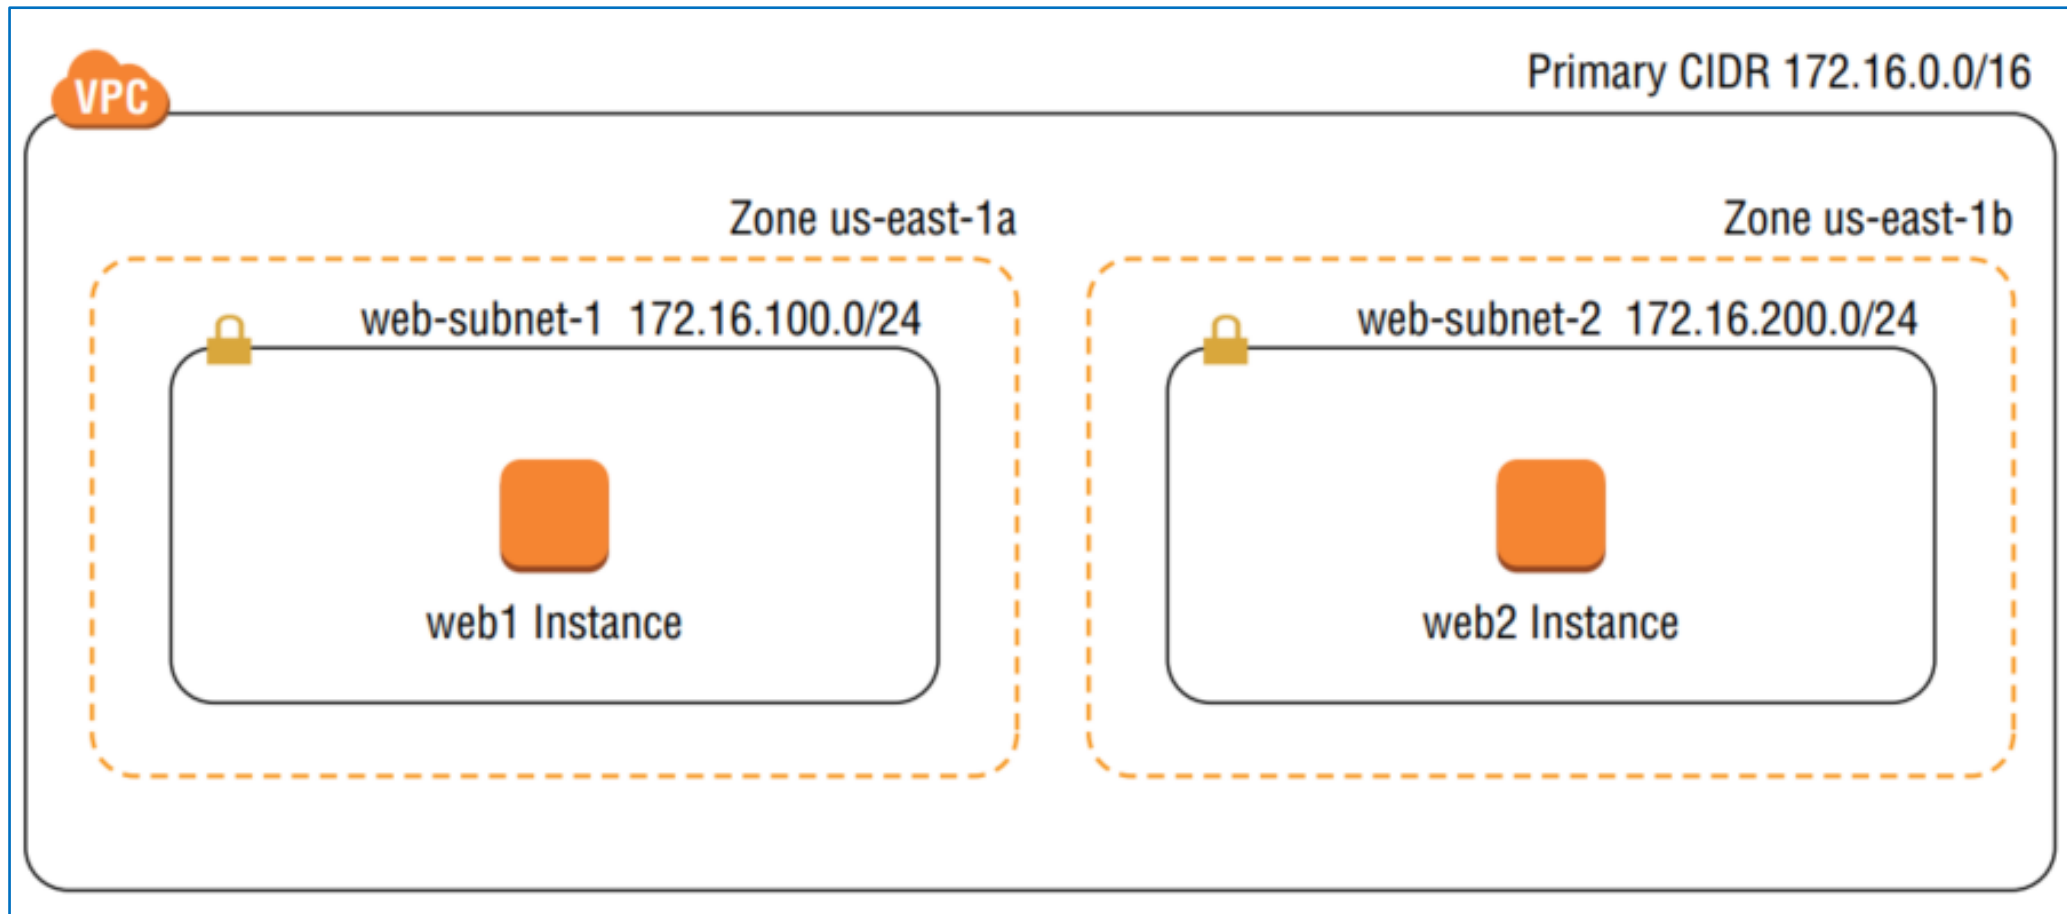 VPC
Primary CIDR 172.16.0.0/16
Zone us-east-1a
Zone us-east-1b
web-subnet-1 172.16.100.0/24
web-subnet-2 172.16.200.0/24
web1 Instance
web2 Instance